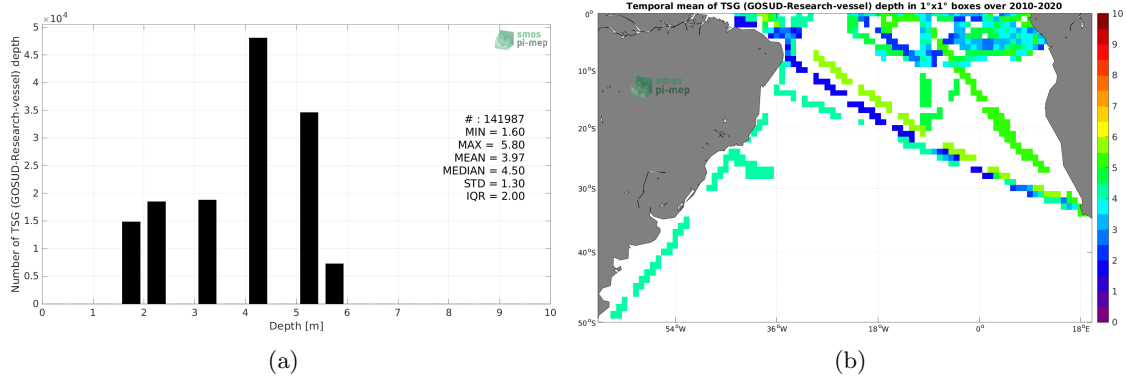 ×10⁴
5
4.5
4
3.5
3
2.5
2
1.5
1
0.5
0
Number of TSG (GOSUD-Research-vessel) depth
smos
pi-mep
# : 141987
MIN = 1.60
MAX = 5.80
MEAN = 3.97
MEDIAN = 4.50
STD = 1.30
IQR = 2.00
0 1 2 3 4 5 6 7 8 9 10
Depth [m]
(a)
Temporal mean of TSG (GOSUD-Research-vessel) depth in 1°x1° boxes over 2010-2020
0°
10°S
20°S
30°S
40°S
50°S
smos
pi-mep
54°W 36°W 18°W 0° 18°E
10
9
8
7
6
5
4
3
2
1
0
(b)